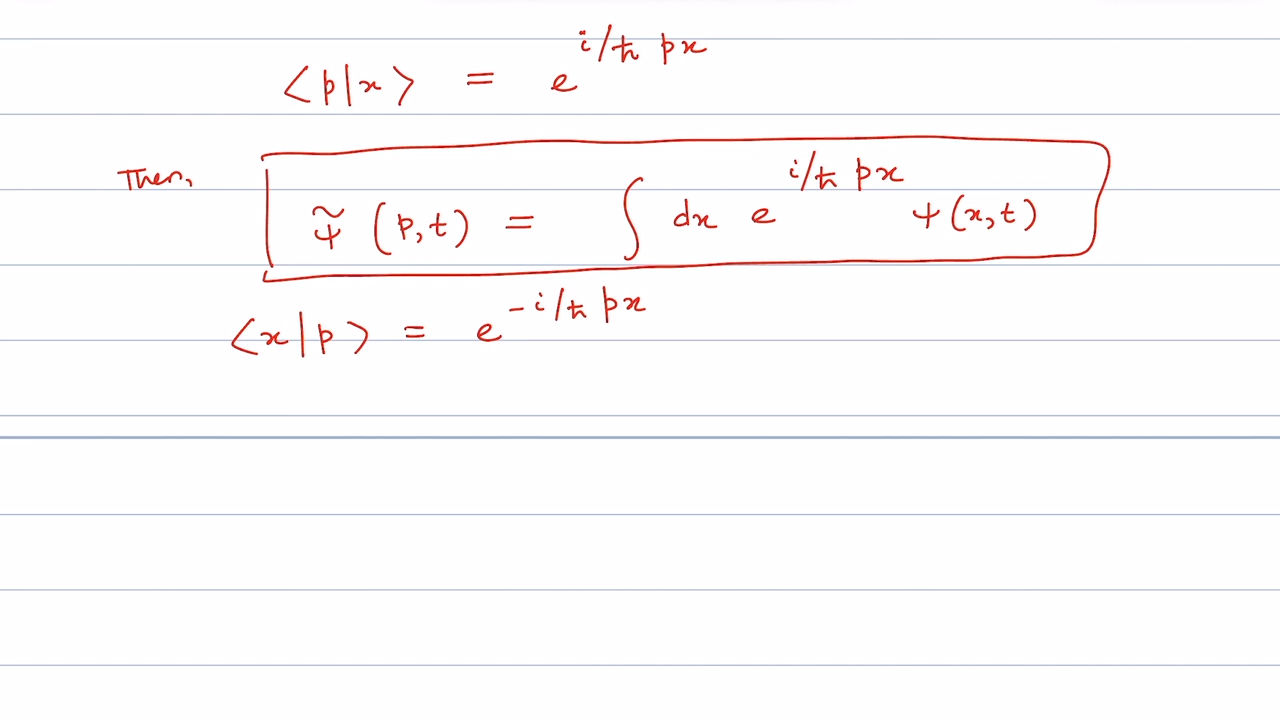 ⟨p|x⟩ = e^{i/ħ px}
Then, ψ̃(p,t) = ∫ dx e^{i/ħ px} ψ(x,t)
⟨x|p⟩ = e^{-i/ħ px}